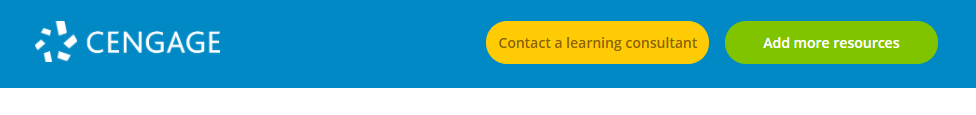 CENGAGE
Contact a learning consultant
Add more resources